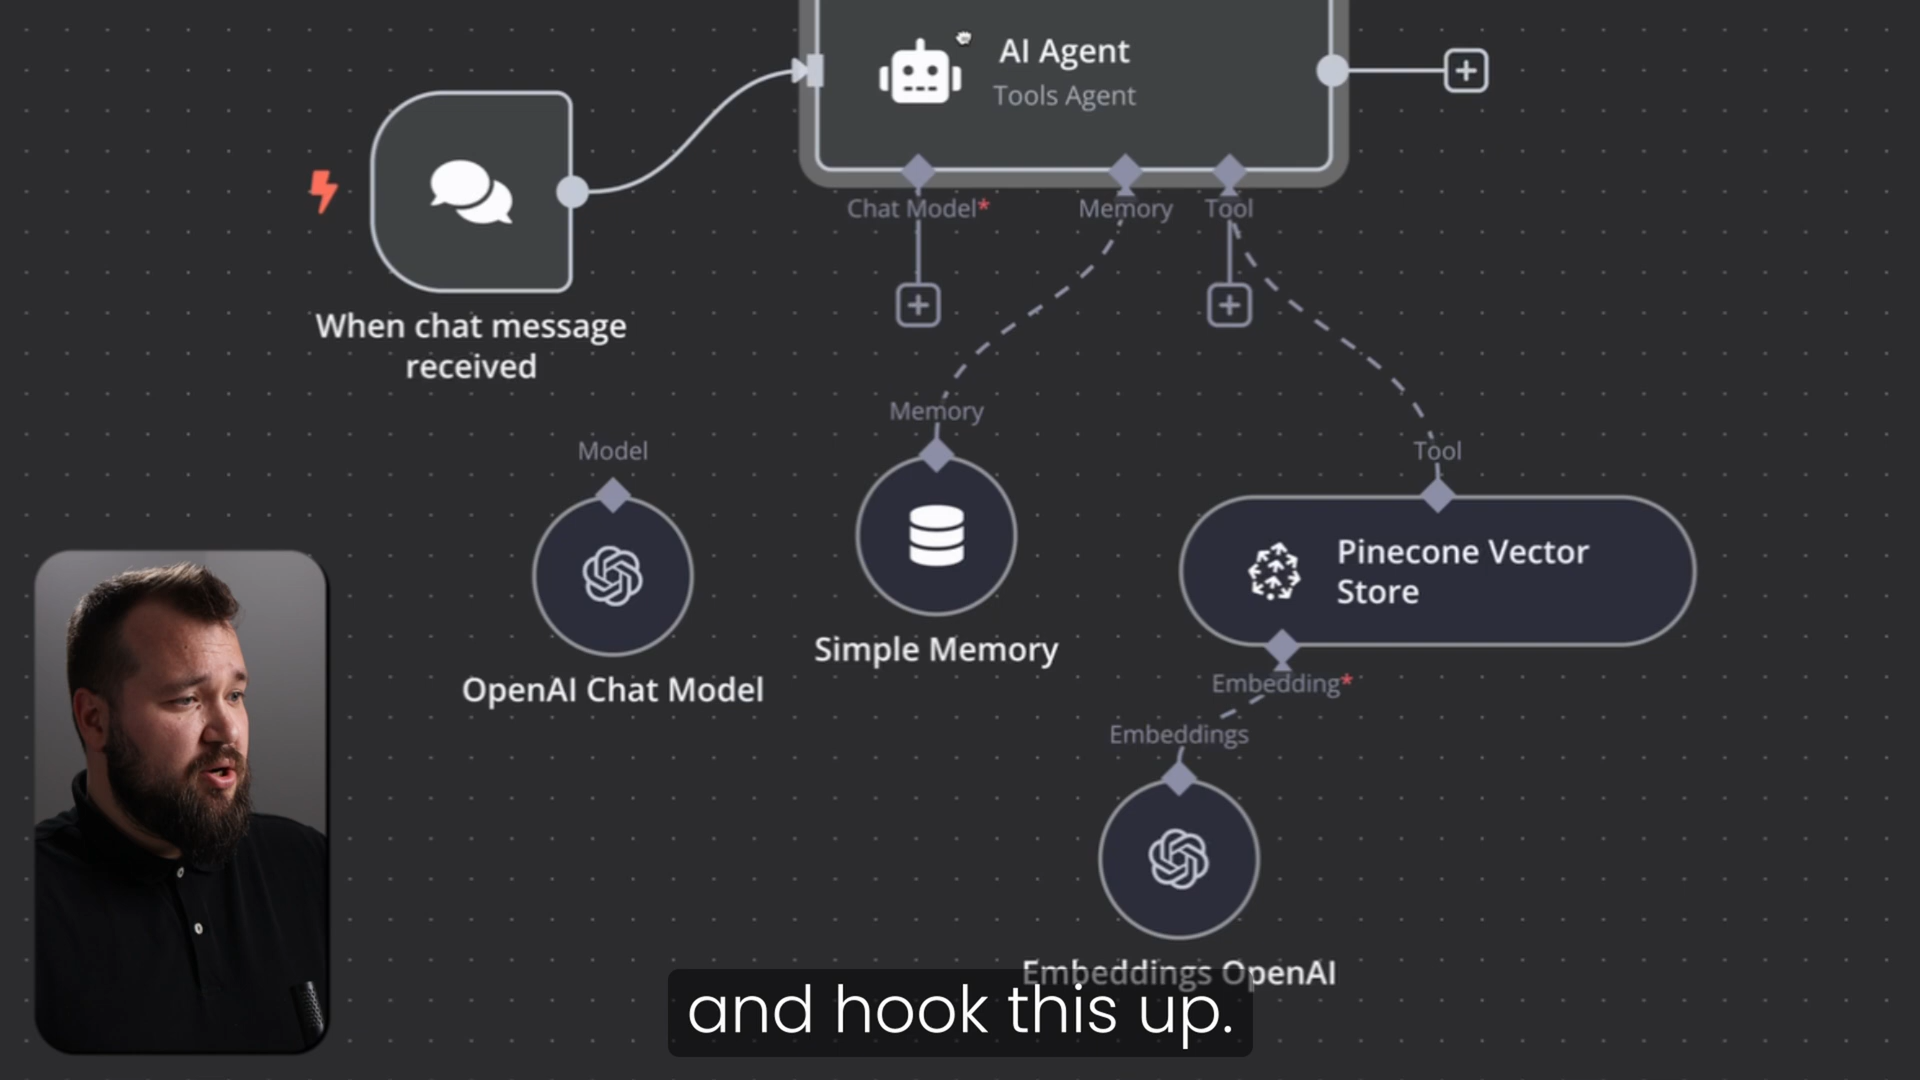 AI Agent
Tools Agent
Chat Model*
Memory
Tool
When chat message
received
Memory
Model
Tool
Pinecone Vector
Store
Simple Memory
OpenAI Chat Model
Embedding*
Embeddings
Embeddings OpenAI
and hook this up.